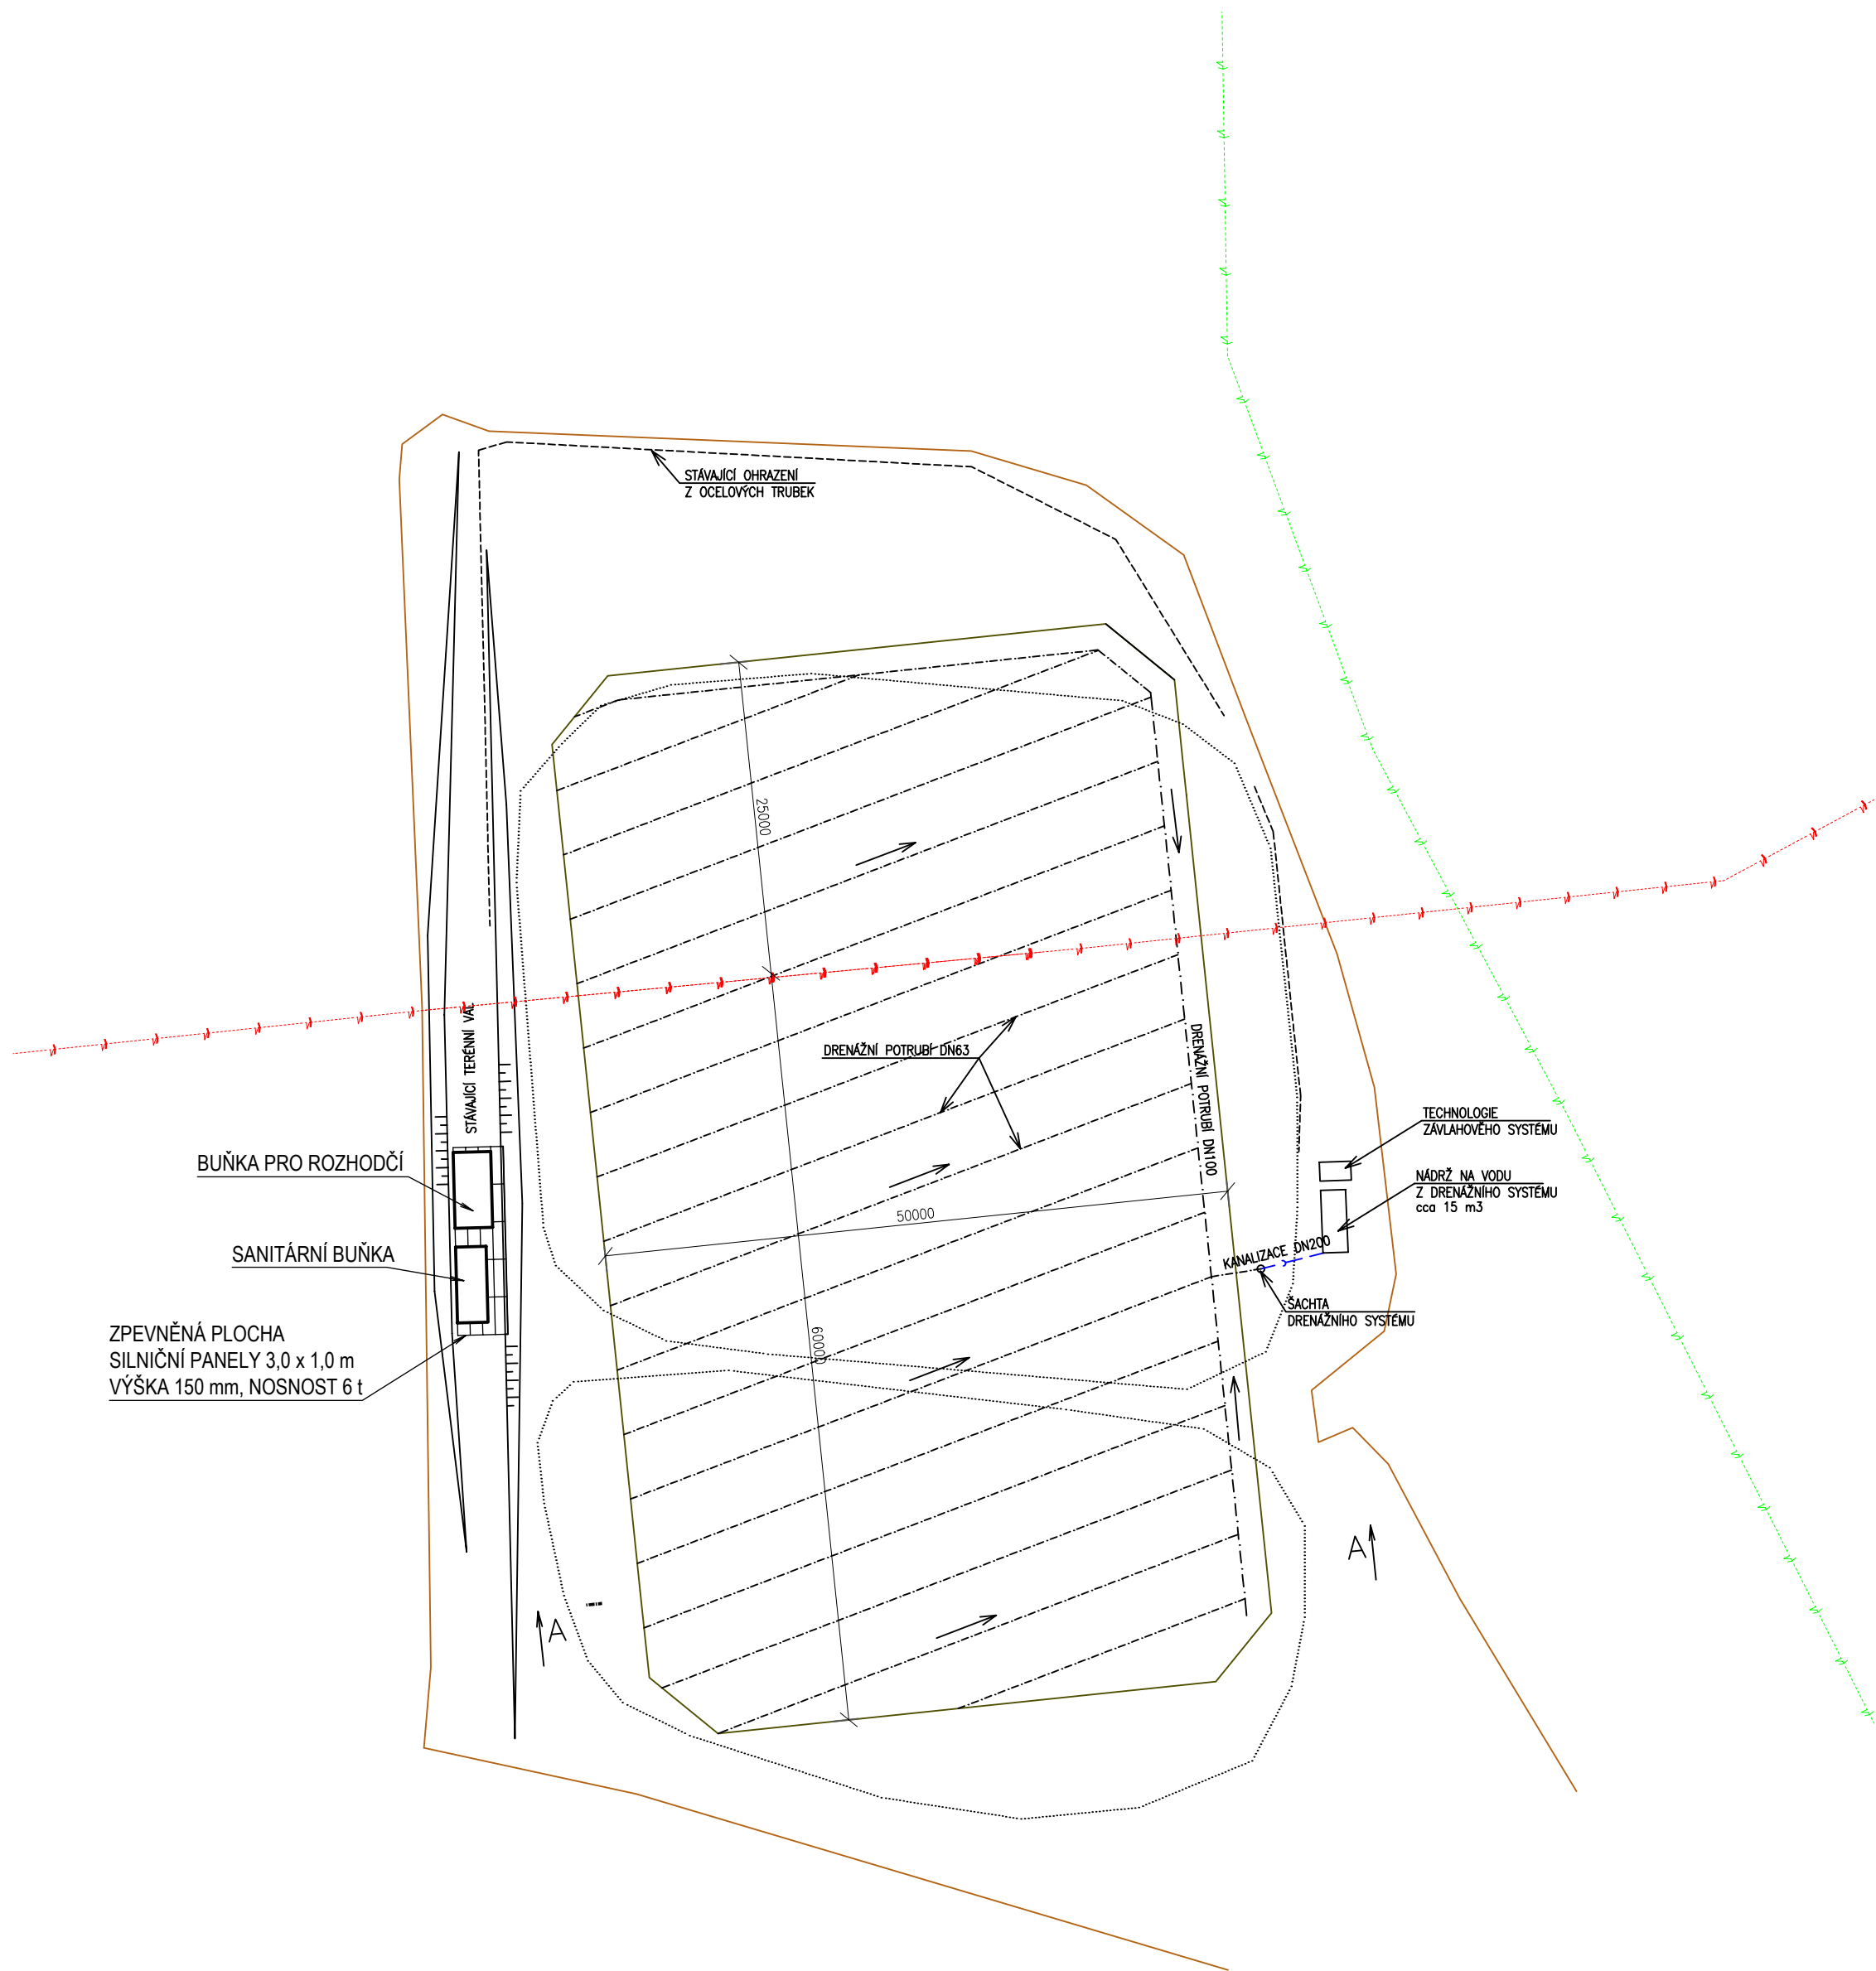 STÁVAJÍCÍ OHRAZENÍ
Z OCELOVÝCH TRUBEK
25000
STÁVAJÍCÍ TERÉNNÍ VAL
DRENÁŽNÍ POTRUBÍ DN63
DRENÁŽNÍ POTRUBÍ DN100
TECHNOLOGIE
ZÁVLAHOVÉHO SYSTÉMU
BUŇKA PRO ROZHODČÍ
NÁDRŽ NA VODU
Z DRENÁŽNÍHO SYSTÉMU
cca 15 m3
50000
SANITÁRNÍ BUŇKA
KANALIZACE DN200
ŠACHTA
DRENÁŽNÍHO SYSTÉMU
ZPEVNĚNÁ PLOCHA
SILNIČNÍ PANELY 3,0 x 1,0 m
VÝŠKA 150 mm, NOSNOST 6 t
60000
A
A